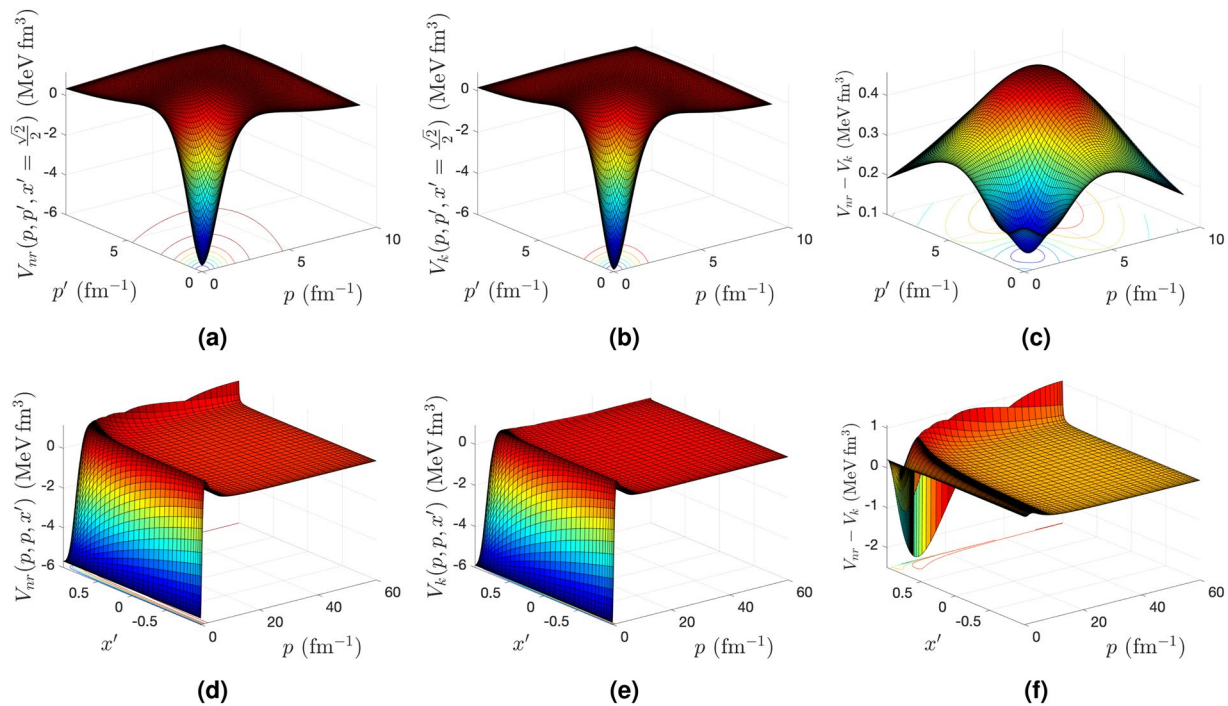 V_{nr}(p, p′, x′ = \frac{√2}{2}) (MeV fm³)
0
-2
-4
-6
5
0
0
5
10
p′ (fm⁻¹)
p (fm⁻¹)
(a)
V_k(p, p′, x′ = \frac{√2}{2}) (MeV fm³)
0
-2
-4
-6
5
0
0
5
10
p′ (fm⁻¹)
p (fm⁻¹)
(b)
V_{nr} − V_k (MeV fm³)
0.4
0.3
0.2
0.1
5
0
0
5
10
p′ (fm⁻¹)
p (fm⁻¹)
(c)
V_{nr}(p, p, x′) (MeV fm³)
0
-2
-4
-6
0.5
0
-0.5
0
20
40
60
x′
p (fm⁻¹)
(d)
V_k(p, p, x′) (MeV fm³)
0
-2
-4
-6
0.5
0
-0.5
0
20
40
60
x′
p (fm⁻¹)
(e)
V_{nr} − V_k (MeV fm³)
1
0
-1
-2
0.5
0
-0.5
0
20
40
60
x′
p (fm⁻¹)
(f)